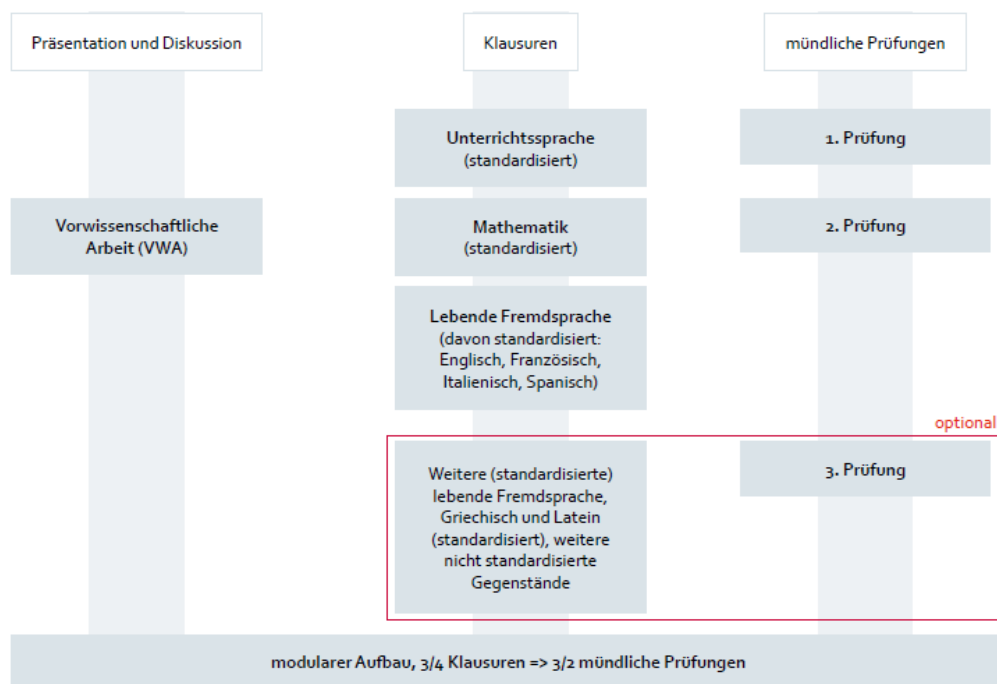 Präsentation und Diskussion
Klausuren
mündliche Prüfungen
Unterrichtssprache
(standardisiert)
1. Prüfung
Vorwissenschaftliche
Arbeit (VWA)
Mathematik
(standardisiert)
2. Prüfung
Lebende Fremdsprache
(davon standardisiert:
Englisch, Französisch,
Italienisch, Spanisch)
optional
Weitere (standardisierte)
lebende Fremdsprache,
Griechisch und Latein
(standardisiert), weitere
nicht standardisierte
Gegenstände
3. Prüfung
modularer Aufbau, 3/4 Klausuren => 3/2 mündliche Prüfungen